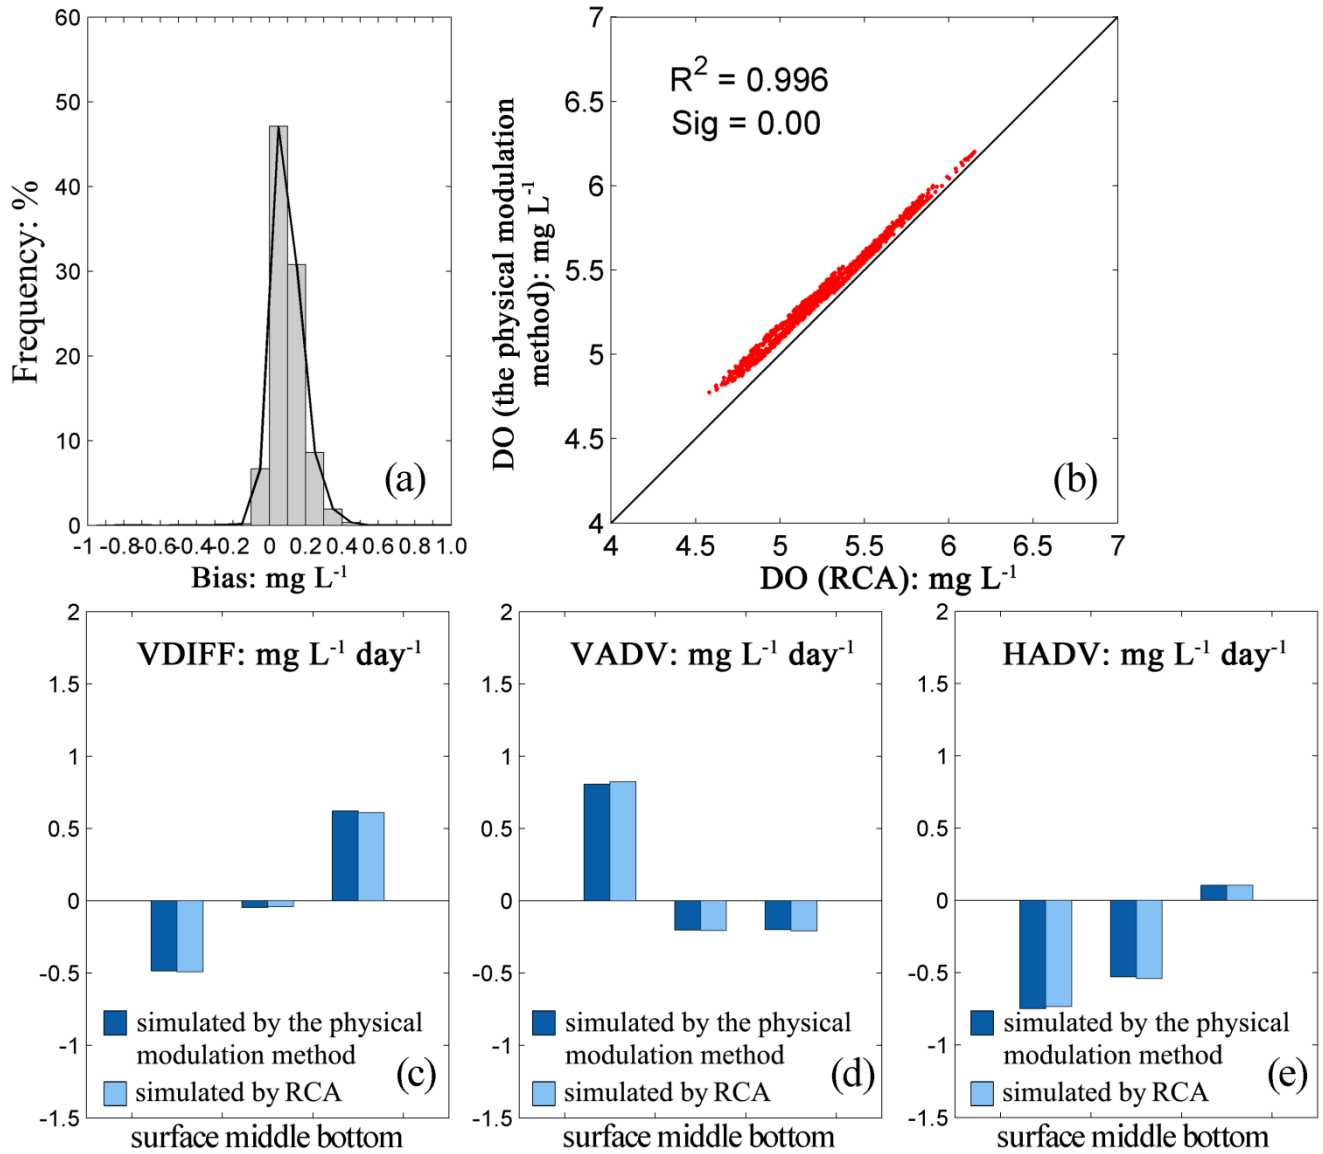 60
50
40
30
20
10
0
Frequency: %
(a)
-1 -0.8 -0.6 -0.4 -0.2 0 0.2 0.4 0.6 0.8 1.0
Bias: mg L⁻¹
7
6.5
6
5.5
5
4.5
4
DO (the physical modulation
method): mg L⁻¹
R² = 0.996
Sig = 0.00
(b)
4 4.5 5 5.5 6 6.5 7
DO (RCA): mg L⁻¹
2
1.5
1
0.5
0
-0.5
-1
-1.5
VDIFF: mg L⁻¹ day⁻¹
simulated by the physical
modulation method
simulated by RCA
(c)
surface middle bottom
2
1.5
1
0.5
0
-0.5
-1
-1.5
VADV: mg L⁻¹ day⁻¹
simulated by the physical
modulation method
simulated by RCA
(d)
surface middle bottom
2
1.5
1
0.5
0
-0.5
-1
-1.5
HADV: mg L⁻¹ day⁻¹
simulated by the physical
modulation method
simulated by RCA
(e)
surface middle bottom